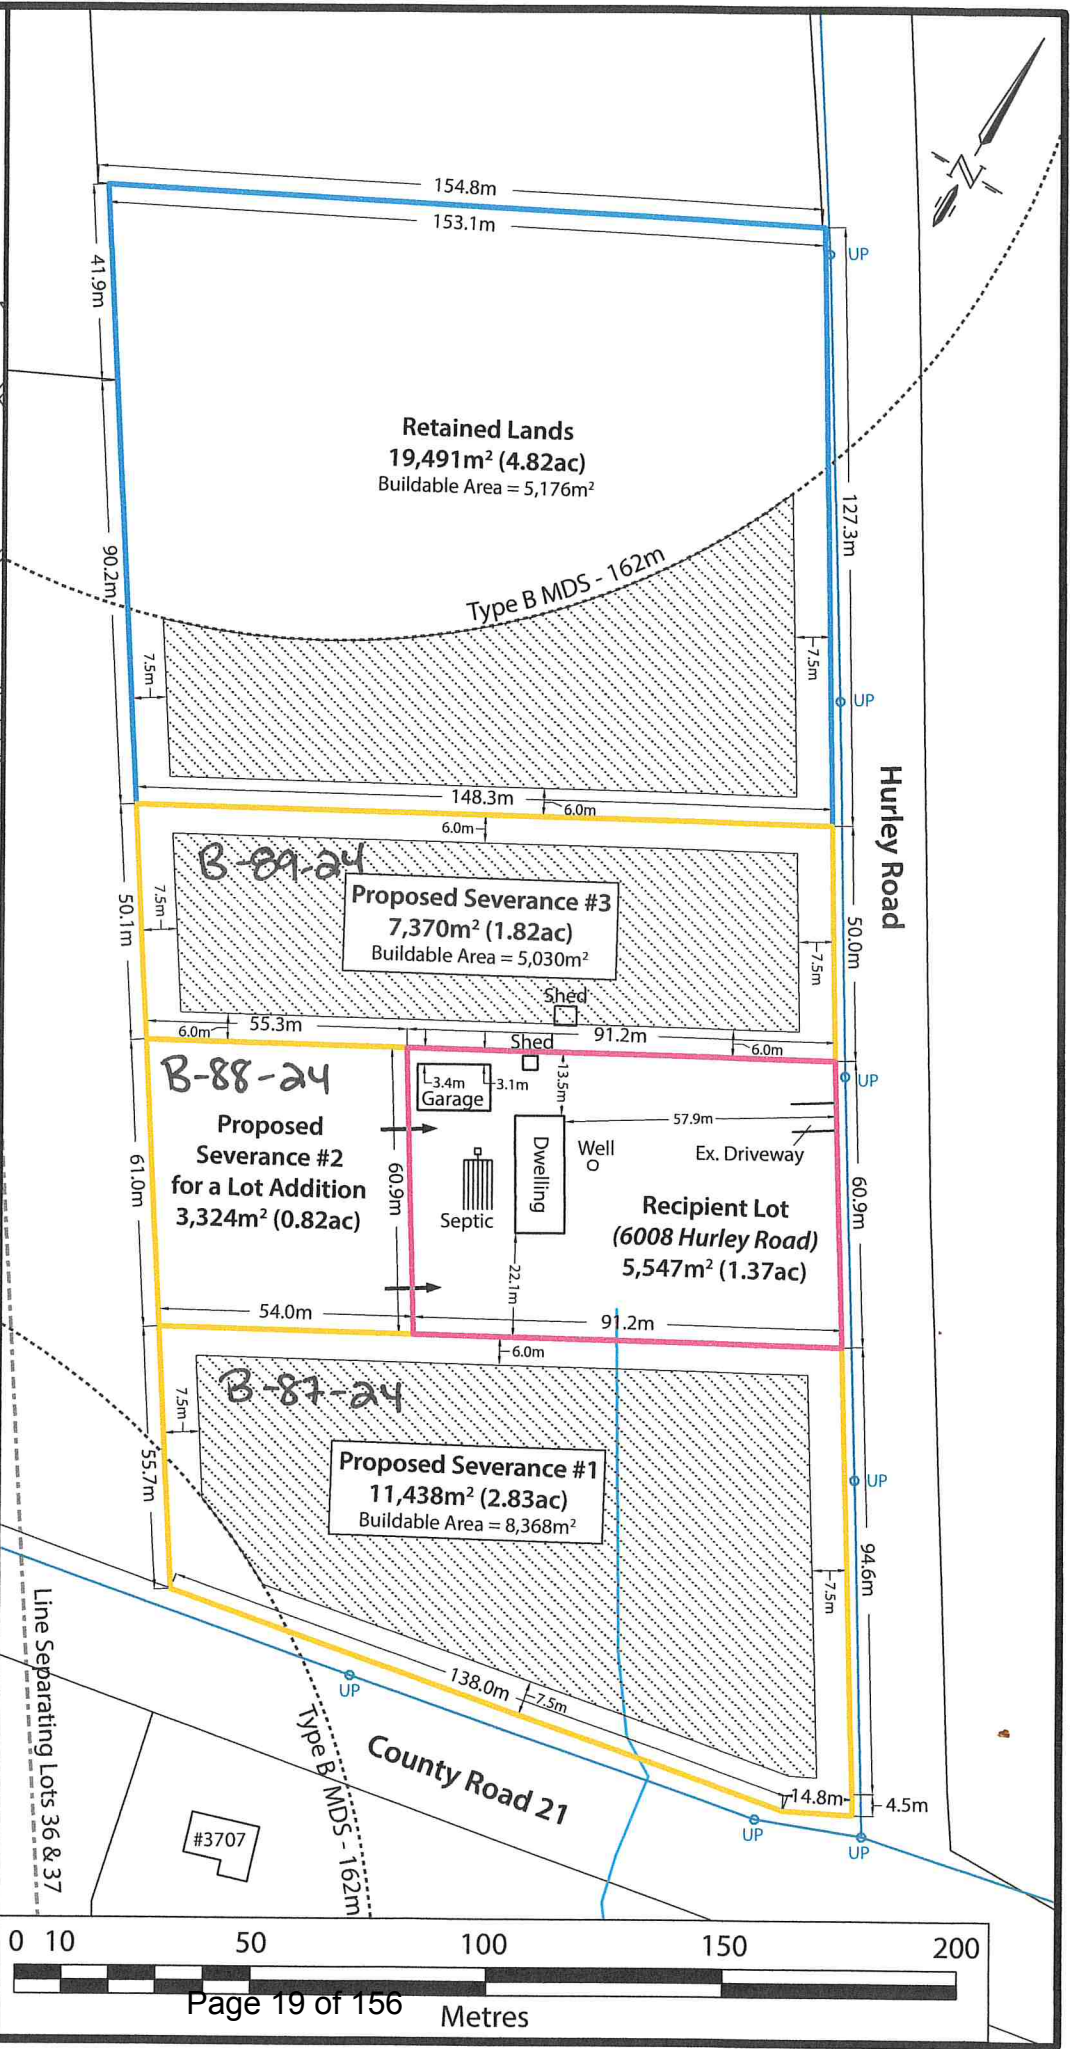 N
154.8m
153.1m
UP
41.9m
Retained Lands
19,491m² (4.82ac)
Buildable Area = 5,176m²
127.3m
90.2m
Type B MDS - 162m
7.5m
7.5m
UP
Hurley Road
148.3m
6.0m
6.0m
B-89-24
Proposed Severance #3
7,370m² (1.82ac)
Buildable Area = 5,030m²
50.1m
7.5m
7.5m
50.0m
Shed
6.0m
55.3m
91.2m
6.0m
Shed
B-88-24
3.4m
3.1m
Garage
13.5m
UP
57.9m
Proposed
Severance #2
for a Lot Addition
3,324m² (0.82ac)
61.0m
60.9m
Dwelling
Well
Ex. Driveway
Septic
Recipient Lot
(6008 Hurley Road)
5,547m² (1.37ac)
60.9m
22.1m
54.0m
91.2m
6.0m
B-87-24
7.5m
Proposed Severance #1
11,438m² (2.83ac)
Buildable Area = 8,368m²
55.7m
UP
94.6m
7.5m
138.0m
7.5m
UP
14.8m
4.5m
Line Separating Lots 36 & 37
Type B MDS - 162m
County Road 21
#3707
UP
UP
0 10 50 100 150 200
Metres
Page 19 of 156